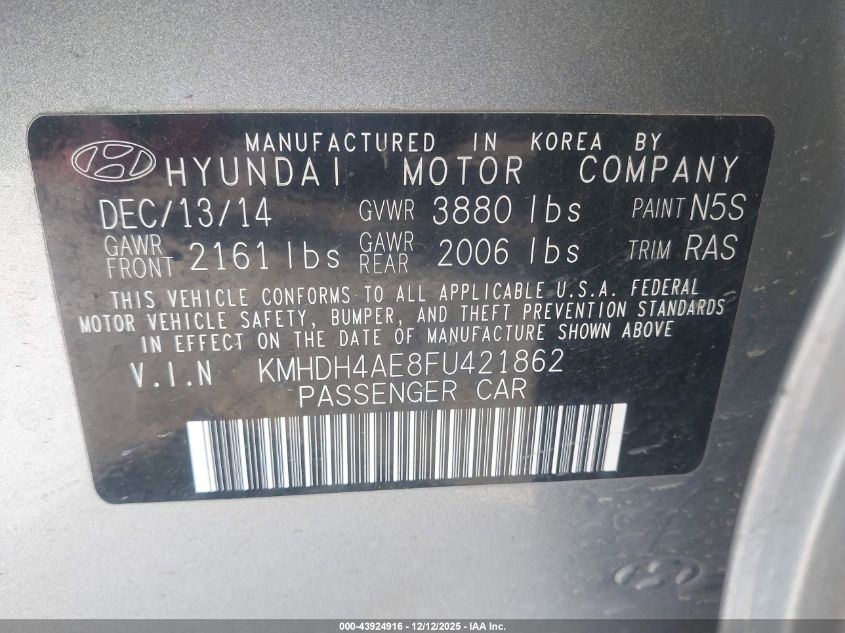 MANUFACTURED IN KOREA BY
HYUNDAI MOTOR COMPANY
DEC/13/14 GVWR 3880 lbs PAINT N5S
GAWR FRONT 2161 lbs GAWR REAR 2006 lbs TRIM RAS
THIS VEHICLE CONFORMS TO ALL APPLICABLE U.S.A. FEDERAL
MOTOR VEHICLE SAFETY, BUMPER, AND THEFT PREVENTION STANDARDS
IN EFFECT ON THE DATE OF MANUFACTURE SHOWN ABOVE
V.I.N KMHDH4AE8FU421862
PASSENGER CAR
000-43924916 - 12/12/2025 - IAA Inc.